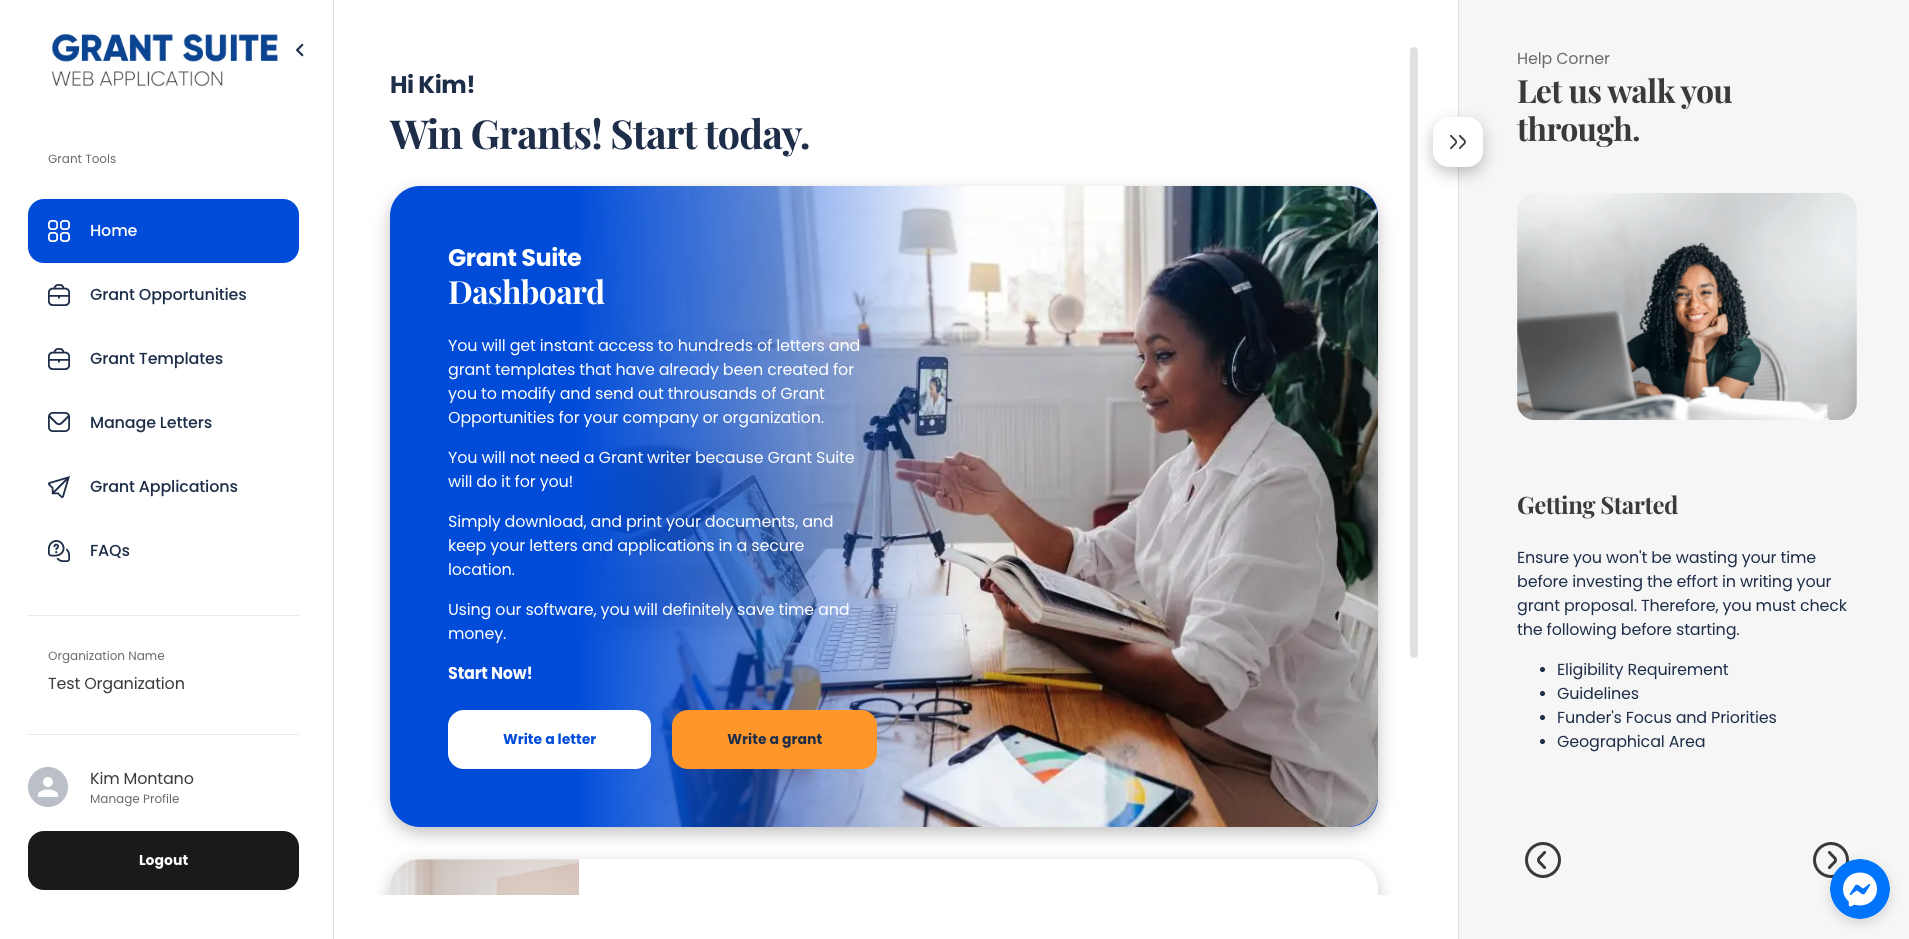 GRANT SUITE
WEB APPLICATION
Grant Tools
Home
Grant Opportunities
Grant Templates
Manage Letters
Grant Applications
FAQs
Organization Name
Test Organization
Kim Montano
Manage Profile
Logout
Hi Kim!
Win Grants! Start today.
Grant Suite
Dashboard
You will get instant access to hundreds of letters and
grant templates that have already been created for
you to modify and send out throusands of Grant
Opportunities for your company or organization.
You will not need a Grant writer because Grant Suite
will do it for you!
Simply download, and print your documents, and
keep your letters and applications in a secure
location.
Using our software, you will definitely save time and
money.
Start Now!
Write a letter
Write a grant
Help Corner
Let us walk you
through.
Getting Started
Ensure you won't be wasting your time
before investing the effort in writing your
grant proposal. Therefore, you must check
the following before starting.
• Eligibility Requirement
• Guidelines
• Funder's Focus and Priorities
• Geographical Area